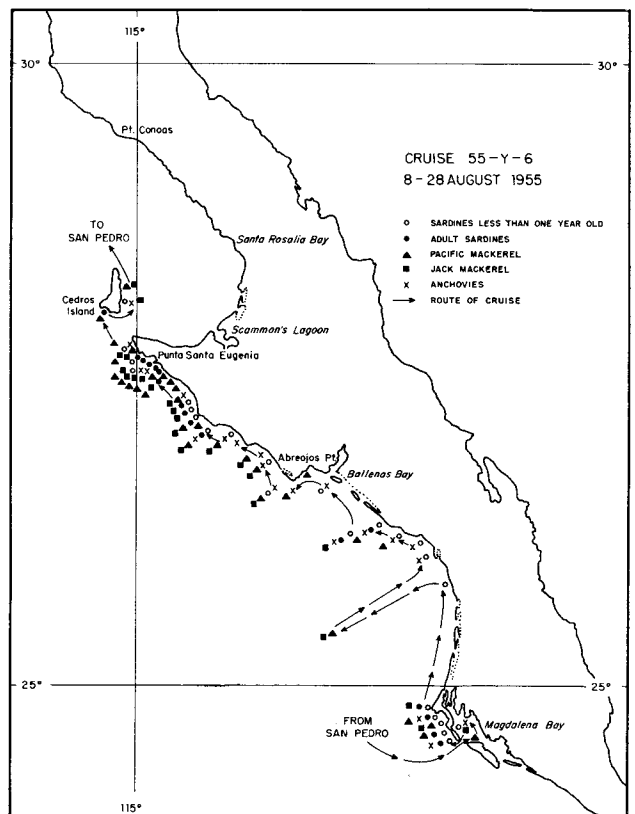 115°
30°
30°
Pt. Canoas
CRUISE 55-Y-6
8-28 AUGUST 1955
SARDINES LESS THAN ONE YEAR OLD
ADULT SARDINES
PACIFIC MACKEREL
JACK MACKEREL
ANCHOVIES
ROUTE OF CRUISE
TO
SAN PEDRO
Santa Rosalia Bay
Cedros
Island
Scammon's Lagoon
Punta Santa Eugenia
Abreojos Pt.
Ballenas Bay
25°
25°
FROM
SAN PEDRO
Magdalena Bay
115°